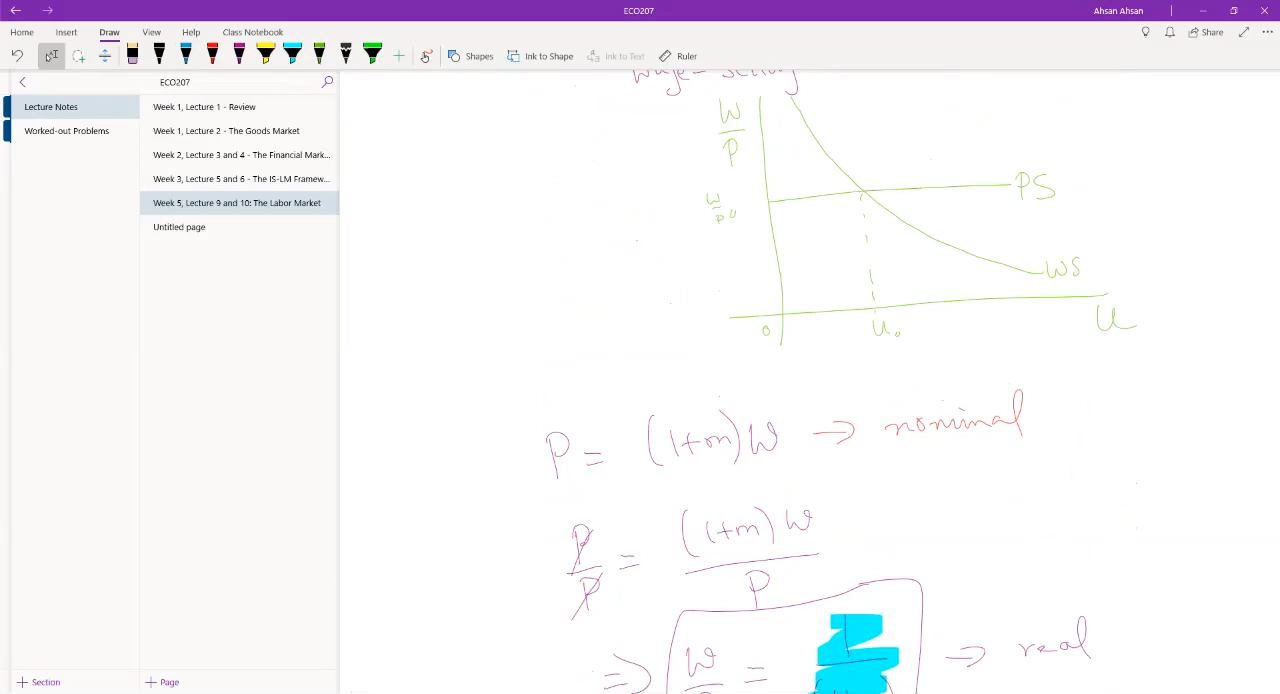 ECO207
Ahsan Ahsan
Home Insert Draw View Help Class Notebook
Share
Shapes Ink to Shape Ink to Text Ruler
ECO207
Lecture Notes
Worked-out Problems
Week 1, Lecture 1 - Review
Week 1, Lecture 2 - The Goods Market
Week 2, Lecture 3 and 4 - The Financial Mark...
Week 3, Lecture 5 and 6 - The IS-LM Framew...
Week 5, Lecture 9 and 10: The Labor Market
Untitled page
Section
Page
W
P
PS
WS
0
u₀
u
P = (1+m)W → nominal
P/P = (1+m)W/P
⇒ W
=
1
→ real